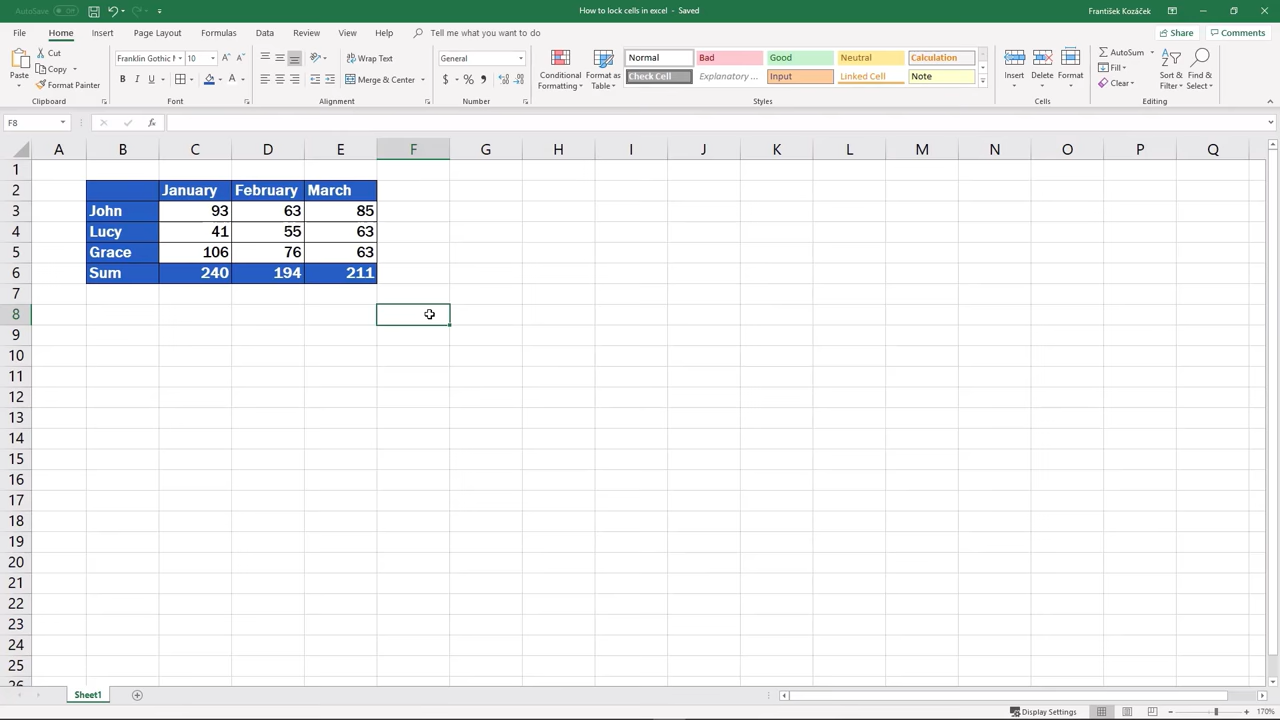 AutoSave Off
How to lock cells in excel - Saved
František Kozáček
File Home Insert Page Layout Formulas Data Review View Help Tell me what you want to do Share Comments
Paste Cut Copy Format Painter
Clipboard
Franklin Gothic M 10
B I U A
Font
Wrap Text
Merge & Center
Alignment
General
$ % ,
Number
Conditional Formatting
Format as Table
Normal Bad Good Neutral Calculation
Check Cell Explanatory ... Input Linked Cell Note
Styles
Insert Delete Format
Cells
AutoSum
Fill
Clear
Sort & Filter
Find & Select
Editing
F8 fx
A B C D E F G H I J K L M N O P Q
1
2 January February March
3 John 93 63 85
4 Lucy 41 55 63
5 Grace 106 76 63
6 Sum 240 194 211
7
8
9
10
11
12
13
14
15
16
17
18
19
20
21
22
23
24
25
26
Sheet1
Display Settings 170%